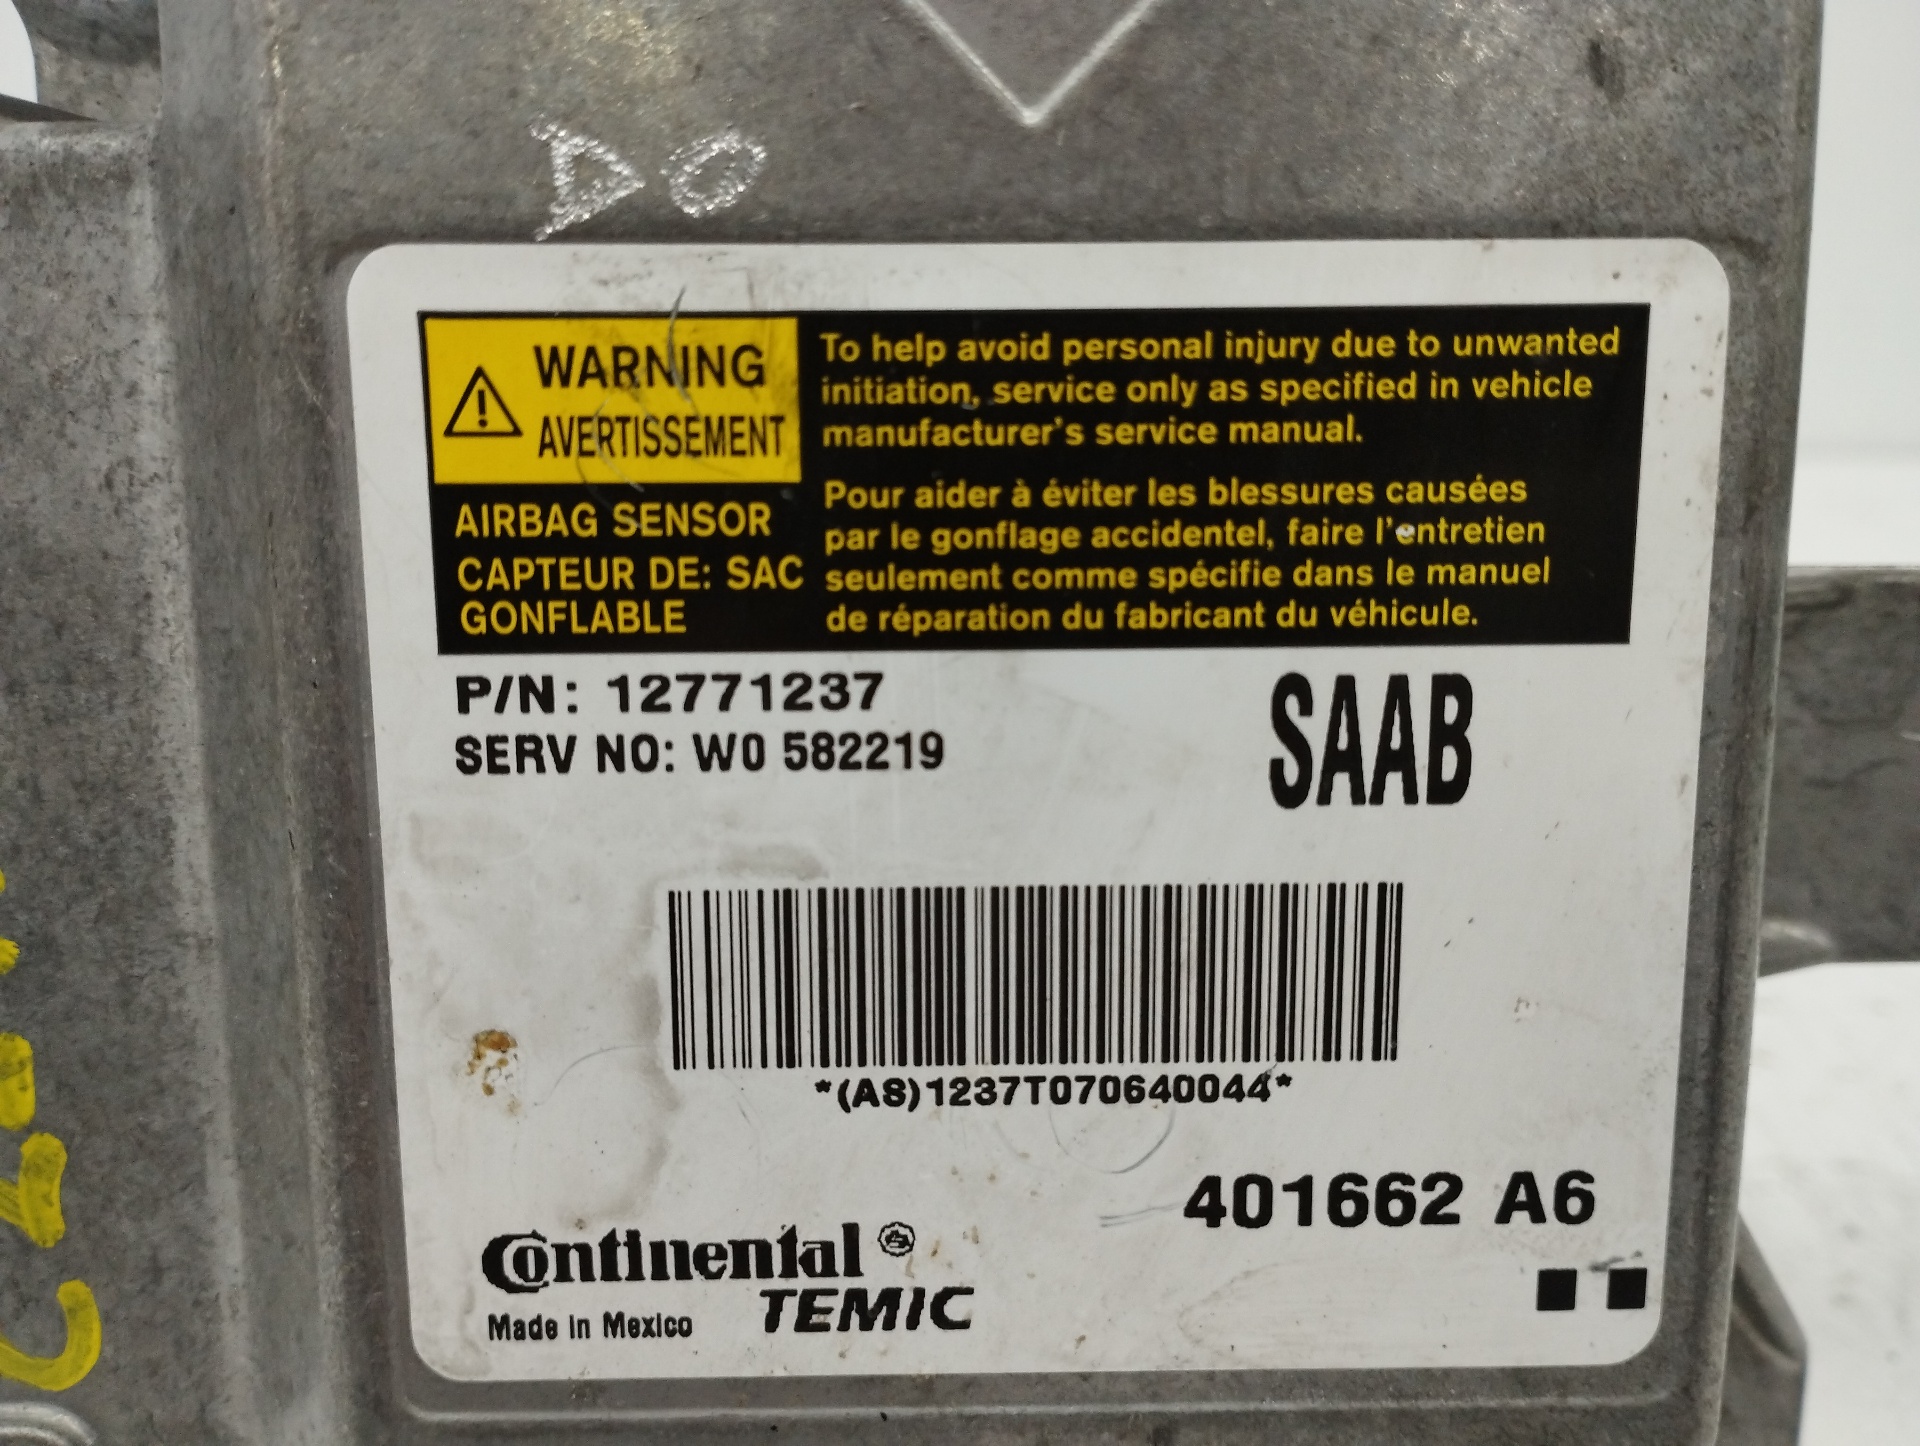 DO
WARNING
AVERTISSEMENT
AIRBAG SENSOR
CAPTEUR DE: SAC
GONFLABLE
To help avoid personal injury due to unwanted
initiation, service only as specified in vehicle
manufacturer's service manual.
Pour aider à éviter les blessures causées
par le gonflage accidentel, faire l'entretien
seulement comme spécifie dans le manuel
de réparation du fabricant du véhicule.
P/N: 12771237
SERV NO: W0 582219
SAAB
*(A8)1237T070640044*
401662 A6
Continental
TEMIC
Made in Mexico